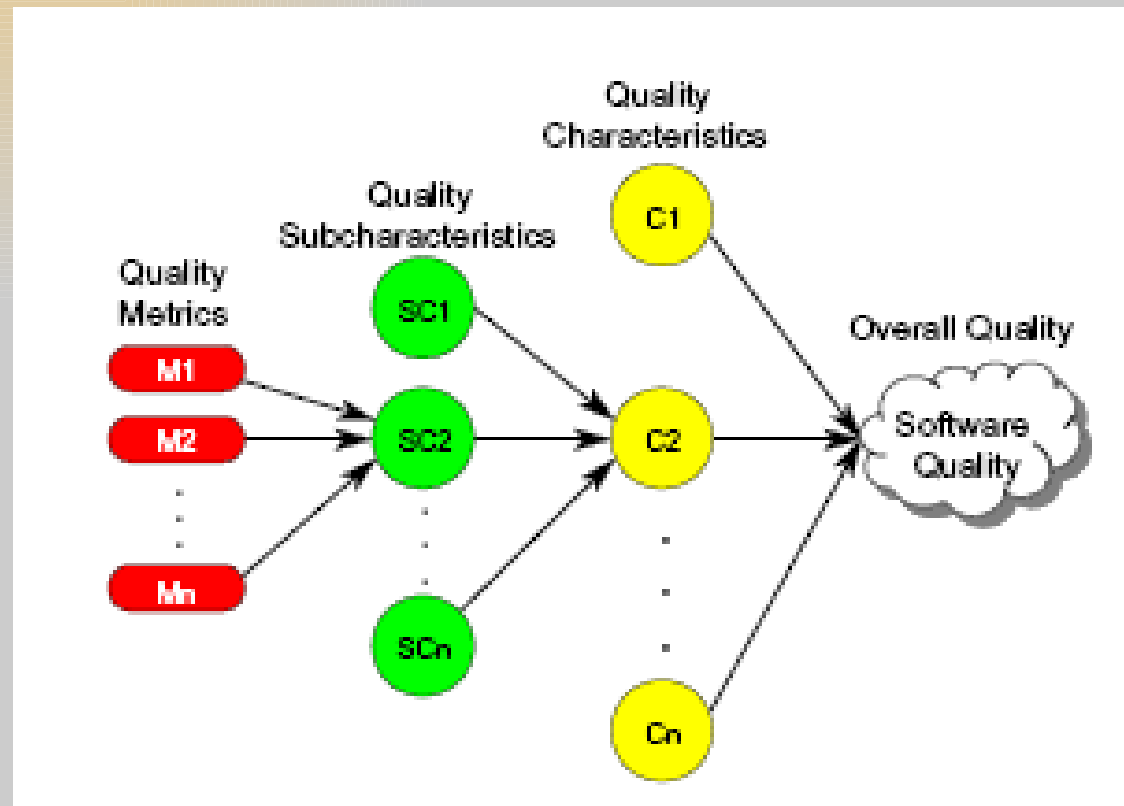 Quality
Characteristics
C1
Quality
Subcharacteristics
SC1
Quality
Metrics
M1
M2
Mn
SC2
SCn
C2
Cn
Overall Quality
Software
Quality